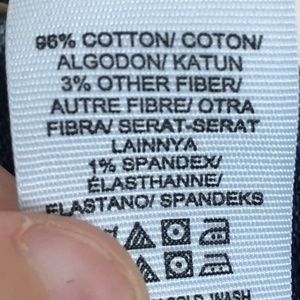 96% COTTON/ COTON/
ALGODON/ KATUN
3% OTHER FIBER/
AUTRE FIBRE/ OTRA
FIBRA/ SERAT-SERAT
LAINNYA
1% SPANDEX/
ÉLASTHANNE/
ELASTANO/ SPANDEKS
WASH